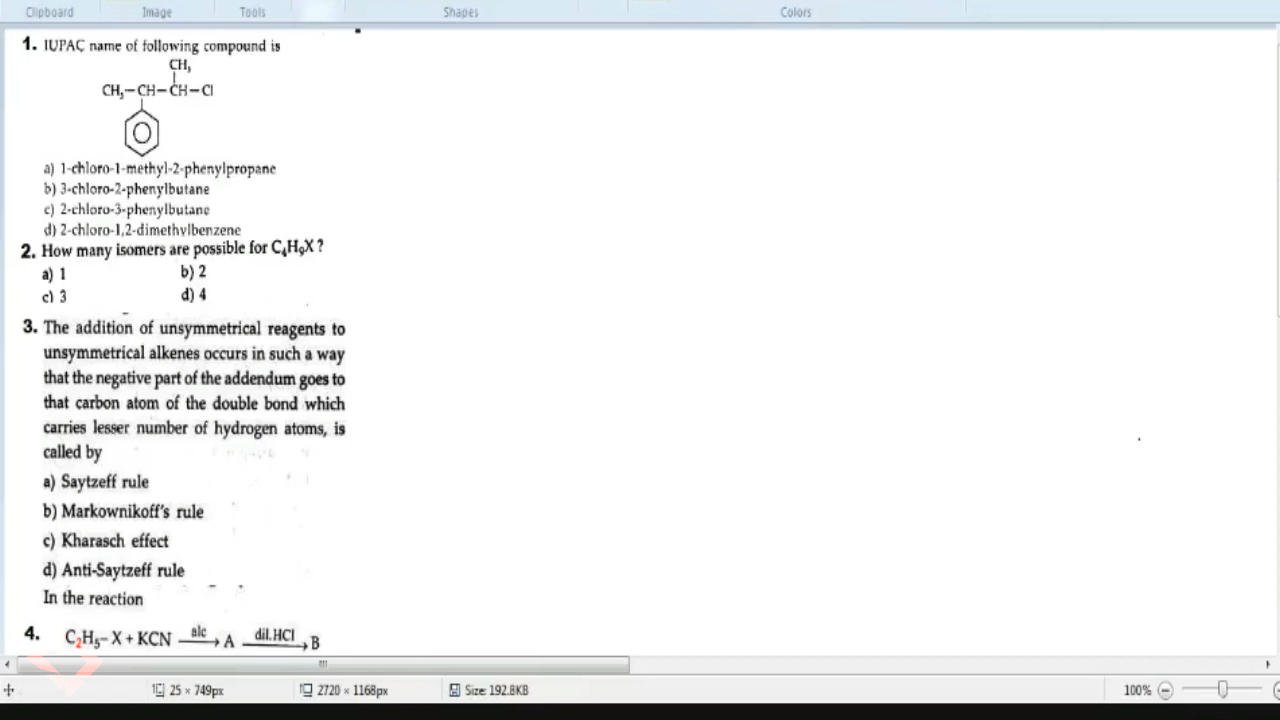 Clipboard Image Tools Shapes Colors
1. IUPAC name of following compound is
CH₃
CH₃–CH–CH–Cl
a) 1-chloro-1-methyl-2-phenylpropane
b) 3-chloro-2-phenylbutane
c) 2-chloro-3-phenylbutane
d) 2-chloro-1,2-dimethylbenzene
2. How many isomers are possible for C₄H₉X ?
a) 1 b) 2
c) 3 d) 4
3. The addition of unsymmetrical reagents to
unsymmetrical alkenes occurs in such a way
that the negative part of the addendum goes to
that carbon atom of the double bond which
carries lesser number of hydrogen atoms, is
called by
a) Saytzeff rule
b) Markownikoff's rule
c) Kharasch effect
d) Anti-Saytzeff rule
In the reaction
4. C₂H₅–X + KCN alc → A dil.HCl → B
25 × 749px 2720 × 1168px Size: 192.8KB 100%